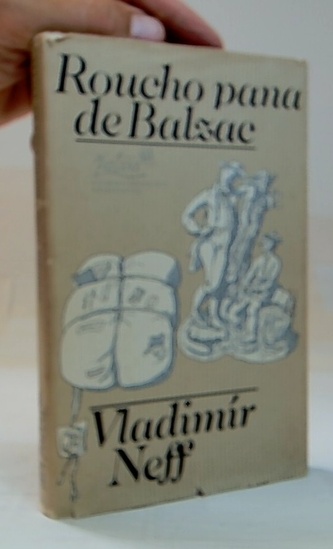 Roucho pana
de Balzac
Vladimír
Neff